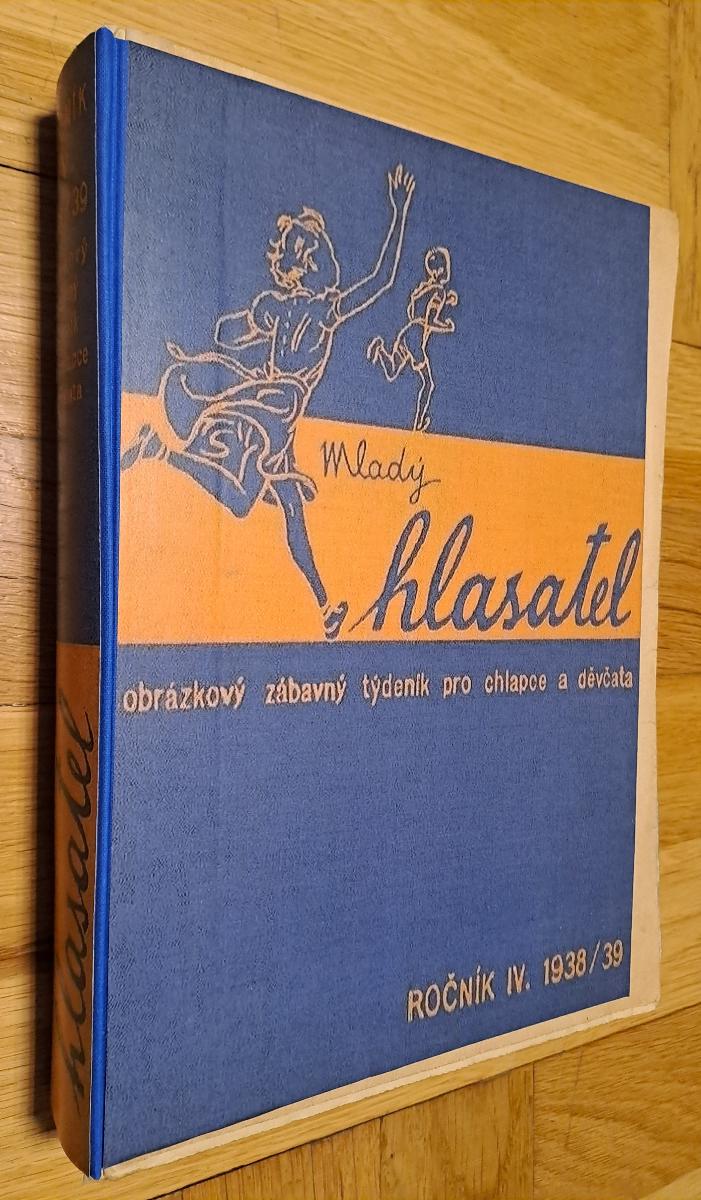 Mladý
hlasatel
obrázkový zábavný týdeník pro chlapce a děvčata
ROČNÍK IV. 1938/39
hlasatel